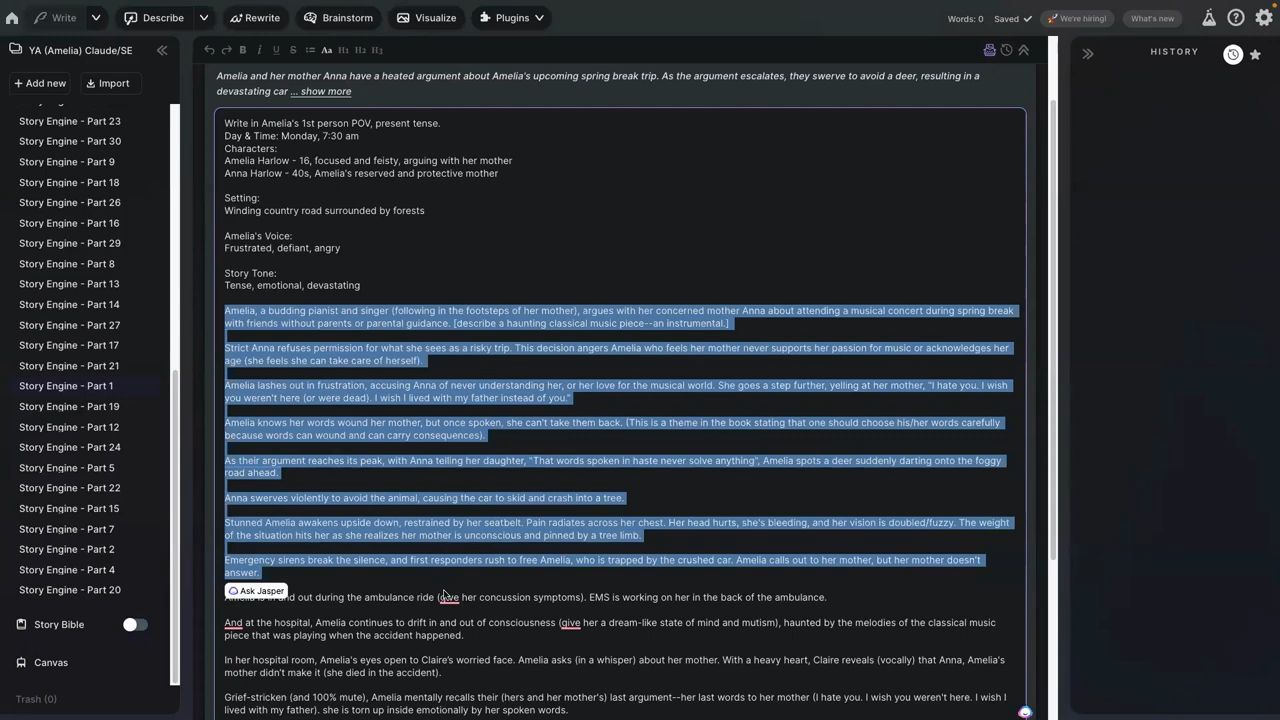 Write
Describe
Rewrite
Brainstorm
Visualize
Plugins
Words: 0
Saved
We're hiring!
What's new
YA (Amelia) Claude/SE
B I U S Aa H1 H2 H3
HISTORY
Add new
Import
Story Engine - Part 23
Story Engine - Part 30
Story Engine - Part 9
Story Engine - Part 18
Story Engine - Part 26
Story Engine - Part 16
Story Engine - Part 29
Story Engine - Part 8
Story Engine - Part 13
Story Engine - Part 14
Story Engine - Part 17
Story Engine - Part 21
Story Engine - Part 1
Story Engine - Part 19
Story Engine - Part 12
Story Engine - Part 24
Story Engine - Part 5
Story Engine - Part 22
Story Engine - Part 15
Story Engine - Part 7
Story Engine - Part 2
Story Engine - Part 4
Story Engine - Part 20
Story Bible
Canvas
Trash (0)
Amelia and her mother Anna have a heated argument about Amelia's upcoming spring break trip. As the argument escalates, they swerve to avoid a deer, resulting in a
devastating car ... show more
Write in Amelia's 1st person POV, present tense.
Day & Time: Monday, 7:30 am
Characters:
Amelia Harlow - 16, focused and feisty, arguing with her mother
Anna Harlow - 40s, Amelia's reserved and protective mother
Setting:
Winding country road surrounded by forests
Amelia's Voice:
Frustrated, defiant, angry
Story Tone:
Tense, emotional, devastating
Amelia, a budding pianist and singer (following in the footsteps of her mother), argues with her concerned mother Anna about attending a musical concert during spring break
with friends without parents or parental guidance. [describe a haunting classical music piece--an instrumental.]
Strict Anna refuses permission for what she sees as a risky trip. This decision angers Amelia who feels her mother never supports her passion for music or acknowledges her
age (she feels she can take care of herself).
Amelia lashes out in frustration, accusing Anna of never understanding her, or her love for the musical world. She goes a step further, yelling at her mother, "I hate you. I wish
you weren't here (or were dead). I wish I lived with my father instead of you."
Amelia knows her words wound her mother, but once spoken, she can't take them back. (This is a theme in the book stating that one should choose his/her words carefully
because words can wound and can carry consequences).
As their argument reaches its peak, with Anna telling her daughter, "That words spoken in haste never solve anything", Amelia spots a deer suddenly darting onto the foggy
road ahead.
Anna swerves violently to avoid the animal, causing the car to skid and crash into a tree.
Stunned Amelia awakens upside down, restrained by her seatbelt. Pain radiates across her chest. Her head hurts, she's bleeding, and her vision is doubled/fuzzy. The weight
of the situation hits her as she realizes her mother is unconscious and pinned by a tree limb.
Emergency sirens break the silence, and first responders rush to free Amelia, who is trapped by the crushed car. Amelia calls out to her mother, but her mother doesn't
answer.
Ask Jasper
and out during the ambulance ride (give her concussion symptoms). EMS is working on her in the back of the ambulance.
And at the hospital, Amelia continues to drift in and out of consciousness (give her a dream-like state of mind and mutism), haunted by the melodies of the classical music
piece that was playing when the accident happened.
In her hospital room, Amelia's eyes open to Claire's worried face. Amelia asks (in a whisper) about her mother. With a heavy heart, Claire reveals (vocally) that Anna, Amelia's
mother didn't make it (she died in the accident).
Grief-stricken (and 100% mute), Amelia mentally recalls their (hers and her mother's) last argument--her last words to her mother (I hate you. I wish you weren't here. I wish I
lived with my father). she is torn up inside emotionally by her spoken words.